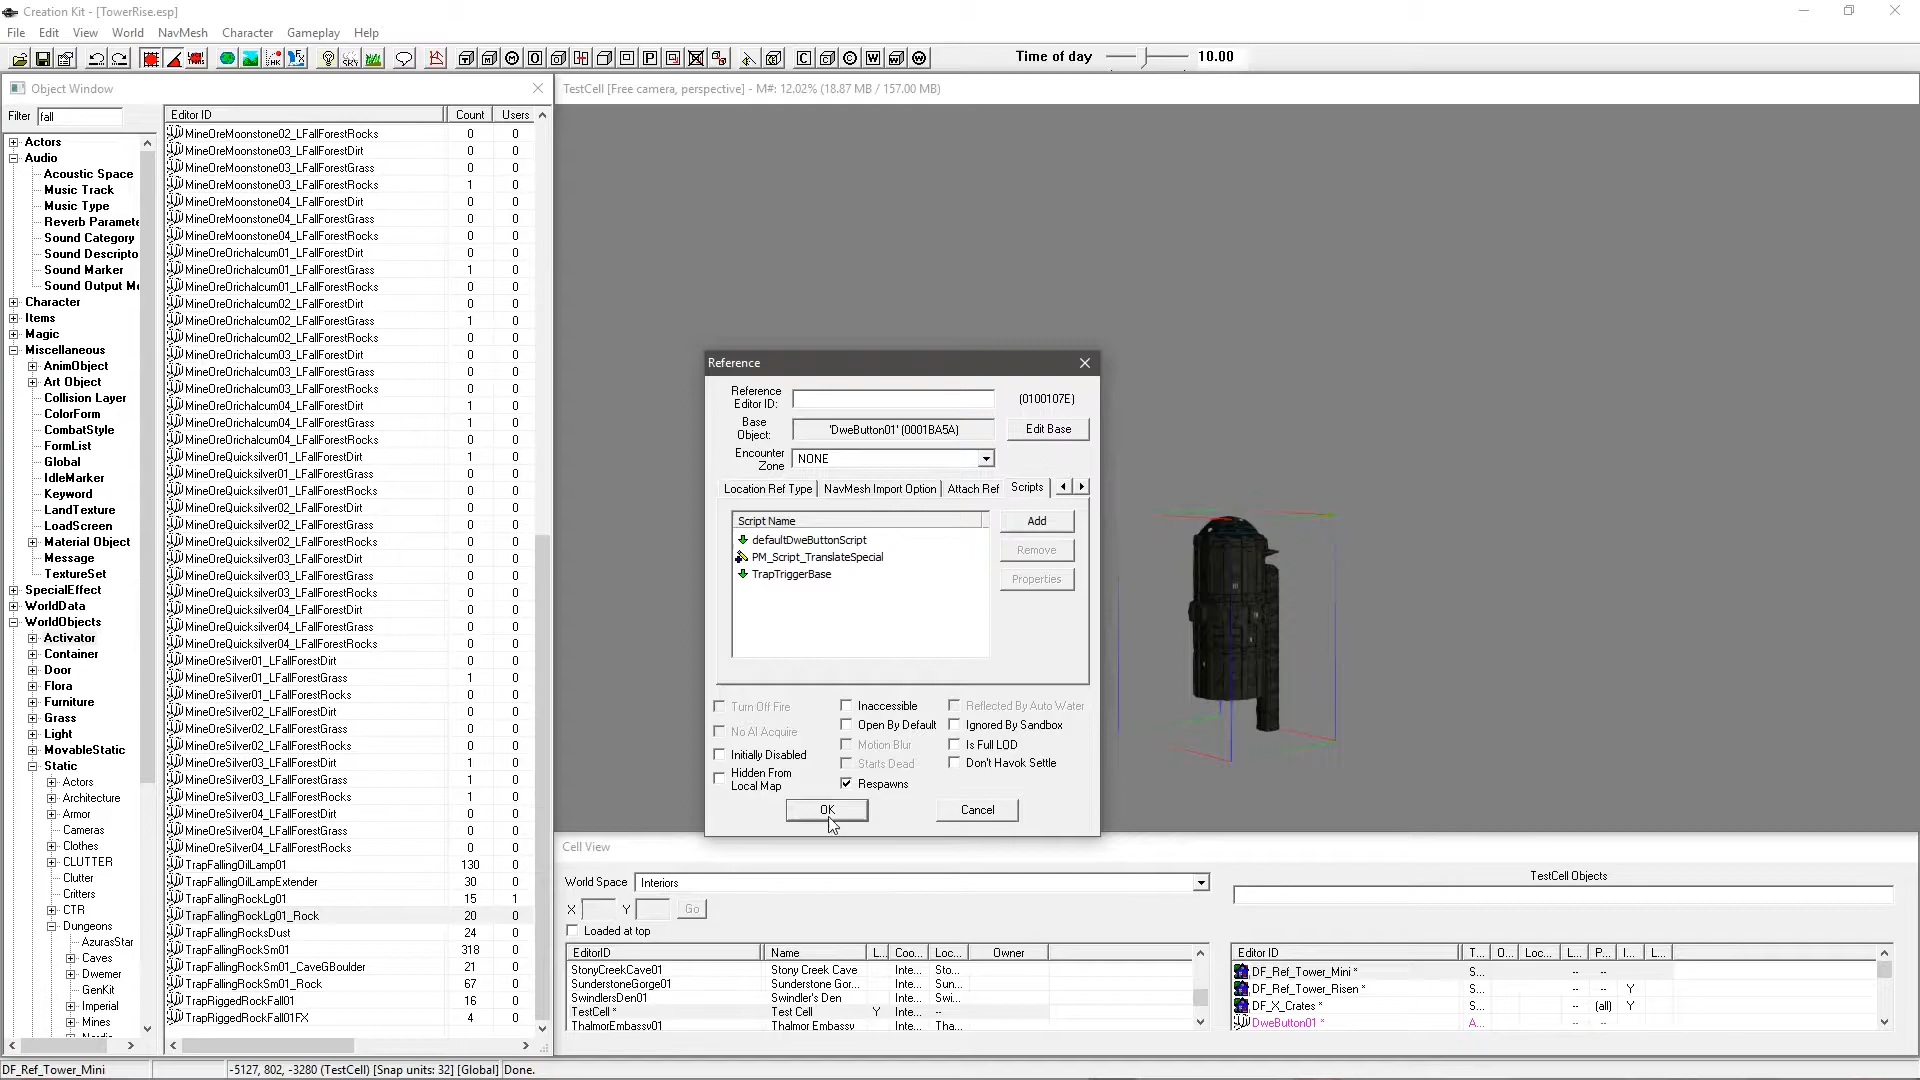 Creation Kit - [TowerRise.esp]
File Edit View World NavMesh Character Gameplay Help
Time of day 10.00
Object Window
Filter fall
Actors
Audio
Acoustic Space
Music Track
Music Type
Reverb Paramete
Sound Category
Sound Descripto
Sound Marker
Sound Output M
Character
Items
Magic
Miscellaneous
AnimObject
Art Object
Collision Layer
ColorForm
CombatStyle
FormList
Global
IdleMarker
Keyword
LandTexture
LoadScreen
Material Object
Message
TextureSet
SpecialEffect
WorldData
WorldObjects
Activator
Container
Door
Flora
Furniture
Grass
Light
MovableStatic
Static
Actors
Architecture
Armor
Cameras
Clothes
CLUTTER
Clutter
Critters
CTR
Dungeons
AzurasStar
Caves
Dwemer
GenKit
Imperial
Mines
Editor ID Count Users
MineOreMoonstone02_LFallForestRocks 0 0
MineOreMoonstone03_LFallForestDirt 0 0
MineOreMoonstone03_LFallForestGrass 0 0
MineOreMoonstone03_LFallForestRocks 1 0
MineOreMoonstone04_LFallForestDirt 0 0
MineOreMoonstone04_LFallForestGrass 0 0
MineOreMoonstone04_LFallForestRocks 0 0
MineOreOrichalcum01_LFallForestDirt 0 0
MineOreOrichalcum01_LFallForestGrass 1 0
MineOreOrichalcum01_LFallForestRocks 0 0
MineOreOrichalcum02_LFallForestDirt 0 0
MineOreOrichalcum02_LFallForestGrass 1 0
MineOreOrichalcum02_LFallForestRocks 0 0
MineOreOrichalcum03_LFallForestDirt 0 0
MineOreOrichalcum03_LFallForestGrass 0 0
MineOreOrichalcum03_LFallForestRocks 0 0
MineOreOrichalcum04_LFallForestDirt 1 0
MineOreOrichalcum04_LFallForestGrass 1 0
MineOreOrichalcum04_LFallForestRocks 0 0
MineOreQuicksilver01_LFallForestDirt 1 0
MineOreQuicksilver01_LFallForestGrass 0 0
MineOreQuicksilver01_LFallForestRocks 0 0
MineOreQuicksilver02_LFallForestDirt 0 0
MineOreQuicksilver02_LFallForestGrass 0 0
MineOreQuicksilver02_LFallForestRocks 0 0
MineOreQuicksilver03_LFallForestDirt 0 0
MineOreQuicksilver03_LFallForestGrass 0 0
MineOreQuicksilver03_LFallForestRocks 0 0
MineOreQuicksilver04_LFallForestDirt 0 0
MineOreQuicksilver04_LFallForestGrass 0 0
MineOreQuicksilver04_LFallForestRocks 0 0
MineOreSilver01_LFallForestDirt 0 0
MineOreSilver01_LFallForestGrass 1 0
MineOreSilver01_LFallForestRocks 0 0
MineOreSilver02_LFallForestDirt 0 0
MineOreSilver02_LFallForestGrass 0 0
MineOreSilver02_LFallForestRocks 0 0
MineOreSilver03_LFallForestDirt 1 0
MineOreSilver03_LFallForestGrass 1 0
MineOreSilver03_LFallForestRocks 1 0
MineOreSilver04_LFallForestDirt 0 0
MineOreSilver04_LFallForestGrass 0 0
MineOreSilver04_LFallForestRocks 0 0
TrapFallingOilLamp01 130 0
TrapFallingOilLampExtender 30 0
TrapFallingRockLg01 15 1
TrapFallingRockLg01_Rock 20 0
TrapFallingRocksDust 24 0
TrapFallingRockSm01 318 0
TrapFallingRockSm01_CaveGBoulder 21 0
TrapFallingRockSm01_Rock 67 0
TrapRiggedRockFall01 16 0
TrapRiggedRockFall01FX 4 0
TestCell [Free camera, perspective] - M#: 12.02% (18.87 MB / 157.00 MB)
Reference
Reference Editor ID: (0100107E)
Base Object: 'DweButton01' (0001BA5A) Edit Base
Encounter Zone NONE
Location Ref Type NavMesh Import Option Attach Ref Scripts
Script Name
defaultDweButtonScript
PM_Script_TranslateSpecial
TrapTriggerBase
Add
Remove
Properties
Turn Off Fire
No AI Acquire
Initially Disabled
Hidden From Local Map
Inaccessible
Open By Default
Motion Blur
Starts Dead
Respawns
Reflected By Auto Water
Ignored By Sandbox
Is Full LOD
Don't Havok Settle
OK Cancel
Cell View
World Space Interiors
X Y Go
Loaded at top
EditorID Name L... Coo... Loc... Owner
StonyCreekCave01 Stony Creek Cave Inte... Sto...
SunderstoneGorge01 Sunderstone Gor... Inte... Sun...
SwindlersDen01 Swindler's Den Inte... Swi...
TestCell * Test Cell Y Inte... --
ThalmorEmbassy01 Thalmor Embassy Inte... Tha...
TestCell Objects
Editor ID T... O... Loc... L... P... I... L...
DF_Ref_Tower_Mini * S... -- --
DF_Ref_Tower_Risen * S... -- -- Y
DF_X_Crates * S... -- (all) Y
DweButton01 * A... -- --
DF_Ref_Tower_Mini -5127, 802, -3280 (TestCell) [Snap units: 32] [Global] Done.